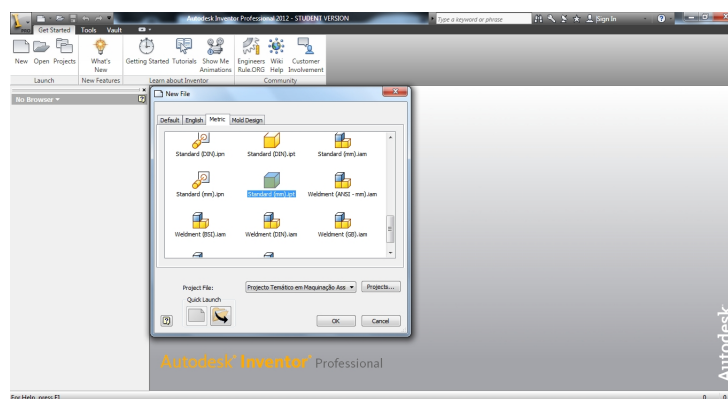 Autodesk Inventor Professional 2012 - STUDENT VERSION
Type a keyword or phrase
Sign In
Get Started Tools Vault
New Open Projects What's New Getting Started Tutorials Show Me Animations Engineers Rule.ORG Wiki Help Customer Involvement
Launch New Features Learn about Inventor Community
No Browser
New File
Default English Metric Mold Design
Standard (DIN).ipn Standard (DIN).ipt Standard (mm).iam
Standard (mm).ipn Standard (mm).ipt Weldment (ANSI - mm).iam
Weldment (BSI).iam Weldment (DIN).iam Weldment (GB).iam
Project File: Projecto Temático em Maquinação Ass Projects...
Quick Launch
OK Cancel
Autodesk® Inventor® Professional
Autodesk
For Help, press F1
0 0